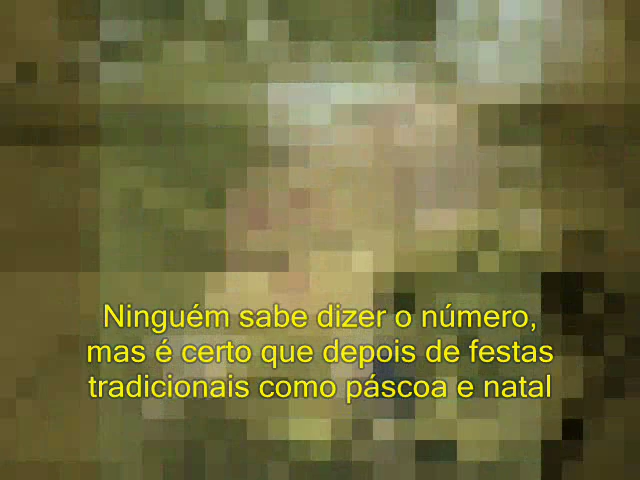 Ninguém sabe dizer o número,
mas é certo que depois de festas
tradicionais como páscoa e natal